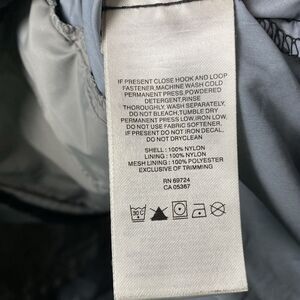 IF PRESENT CLOSE HOOK AND LOOP
FASTENER,MACHINE WASH COLD
PERMANENT PRESS,POWDERED
DETERGENT,RINSE
THOROUGHLY, WASH SEPARATELY,
DO NOT BLEACH,TUMBLE DRY
PERMANENT PRESS LOW,IRON LOW,
DO NOT USE FABRIC SOFTENER,
IF PRESENT DO NOT IRON DECAL,
DO NOT DRYCLEAN
SHELL : 100% NYLON
LINING : 100% NYLON
MESH LINING : 100% POLYESTER
EXCLUSIVE OF TRIMMING
RN 69724
CA 05367
30